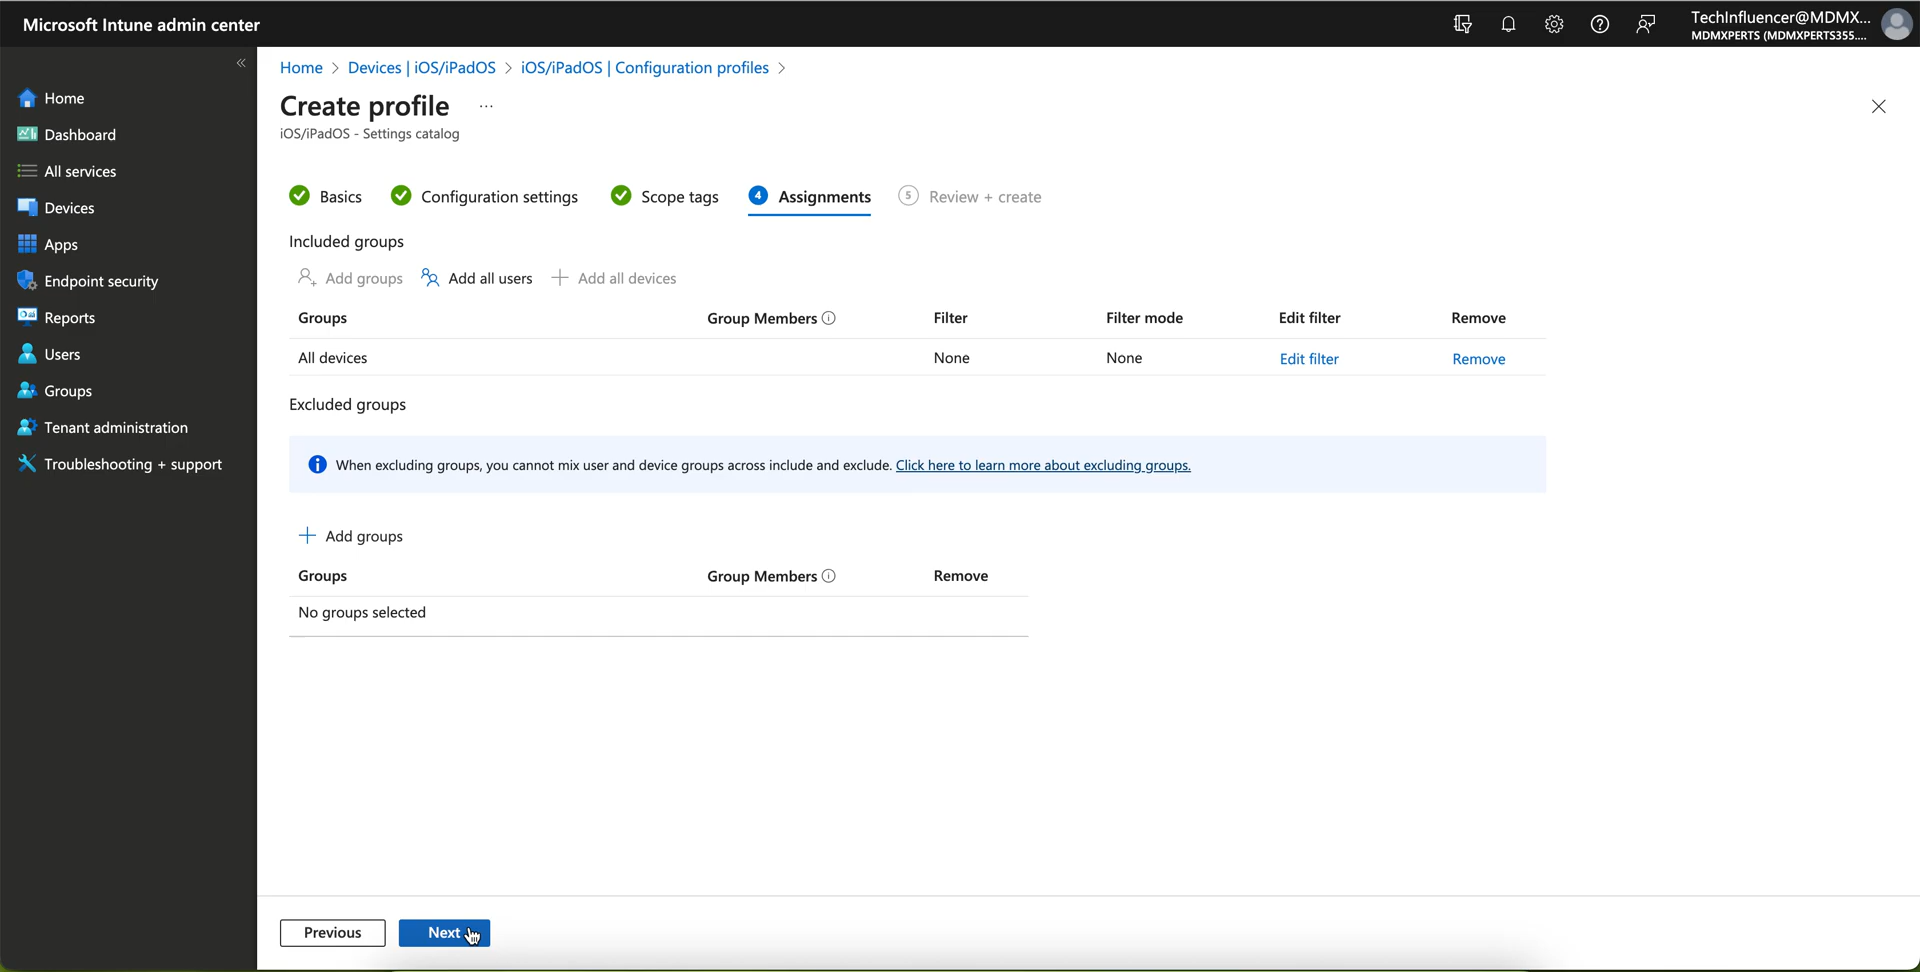 Microsoft Intune admin center
TechInfluencer@MDMX...
MDMXPERTS (MDMXPERTS355....
Home
Dashboard
All services
Devices
Apps
Endpoint security
Reports
Users
Groups
Tenant administration
Troubleshooting + support
Home > Devices | iOS/iPadOS > iOS/iPadOS | Configuration profiles >
Create profile ...
iOS/iPadOS - Settings catalog
Basics Configuration settings Scope tags 4 Assignments 5 Review + create
Included groups
Add groups Add all users + Add all devices
Groups Group Members Filter Filter mode Edit filter Remove
All devices None None Edit filter Remove
Excluded groups
When excluding groups, you cannot mix user and device groups across include and exclude. Click here to learn more about excluding groups.
+ Add groups
Groups Group Members Remove
No groups selected
Previous Next